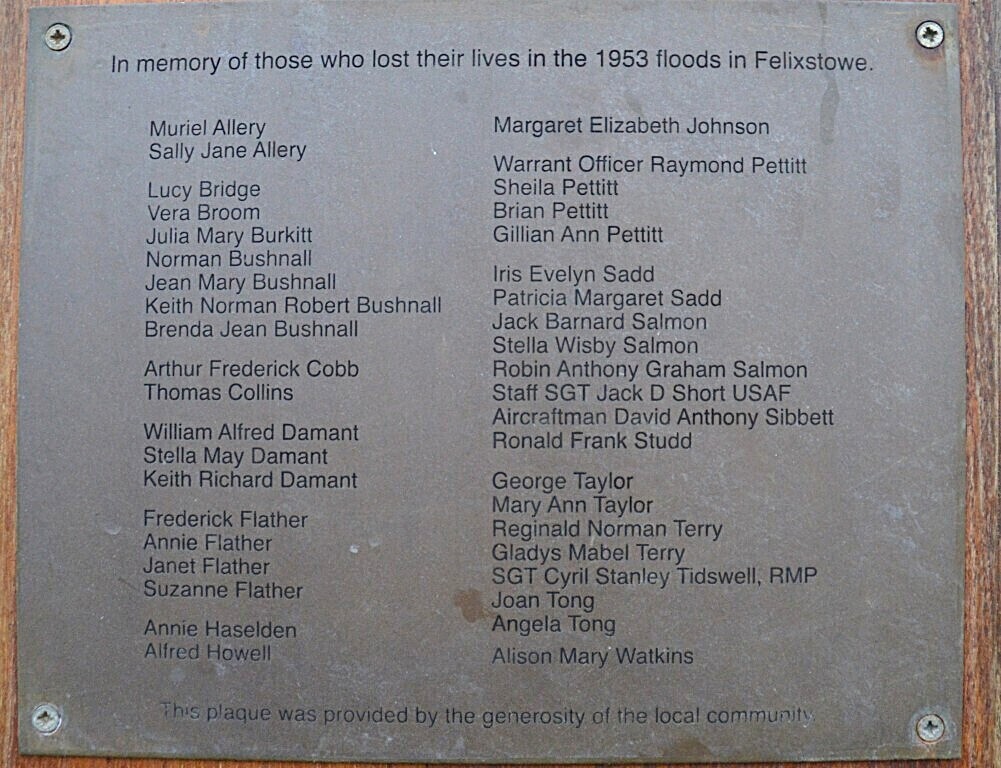 In memory of those who lost their lives in the 1953 floods in Felixstowe.
Muriel Allery
Sally Jane Allery
Lucy Bridge
Vera Broom
Julia Mary Burkitt
Norman Bushnall
Jean Mary Bushnall
Keith Norman Robert Bushnall
Brenda Jean Bushnall
Arthur Frederick Cobb
Thomas Collins
William Alfred Damant
Stella May Damant
Keith Richard Damant
Frederick Flather
Annie Flather
Janet Flather
Suzanne Flather
Annie Haselden
Alfred Howell
Margaret Elizabeth Johnson
Warrant Officer Raymond Pettitt
Sheila Pettitt
Brian Pettitt
Gillian Ann Pettitt
Iris Evelyn Sadd
Patricia Margaret Sadd
Jack Barnard Salmon
Stella Wisby Salmon
Robin Anthony Graham Salmon
Staff SGT Jack D Short USAF
Aircraftman David Anthony Sibbett
Ronald Frank Studd
George Taylor
Mary Ann Taylor
Reginald Norman Terry
Gladys Mabel Terry
SGT Cyril Stanley Tidswell, RMP
Joan Tong
Angela Tong
Alison Mary Watkins
This plaque was provided by the generosity of the local community.